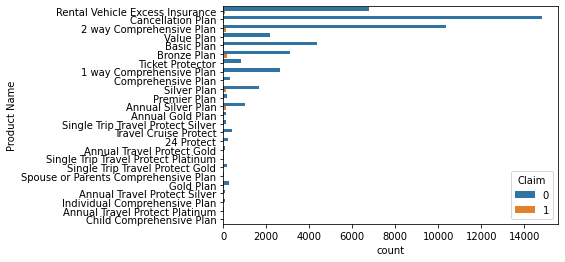 Product Name
Rental Vehicle Excess Insurance
Cancellation Plan
2 way Comprehensive Plan
Value Plan
Basic Plan
Bronze Plan
Ticket Protector
1 way Comprehensive Plan
Comprehensive Plan
Silver Plan
Premier Plan
Annual Silver Plan
Annual Gold Plan
Single Trip Travel Protect Silver
Travel Cruise Protect
24 Protect
Annual Travel Protect Gold
Single Trip Travel Protect Platinum
Single Trip Travel Protect Gold
Spouse or Parents Comprehensive Plan
Gold Plan
Annual Travel Protect Silver
Individual Comprehensive Plan
Annual Travel Protect Platinum
Child Comprehensive Plan
Claim
0
1
0 2000 4000 6000 8000 10000 12000 14000
count